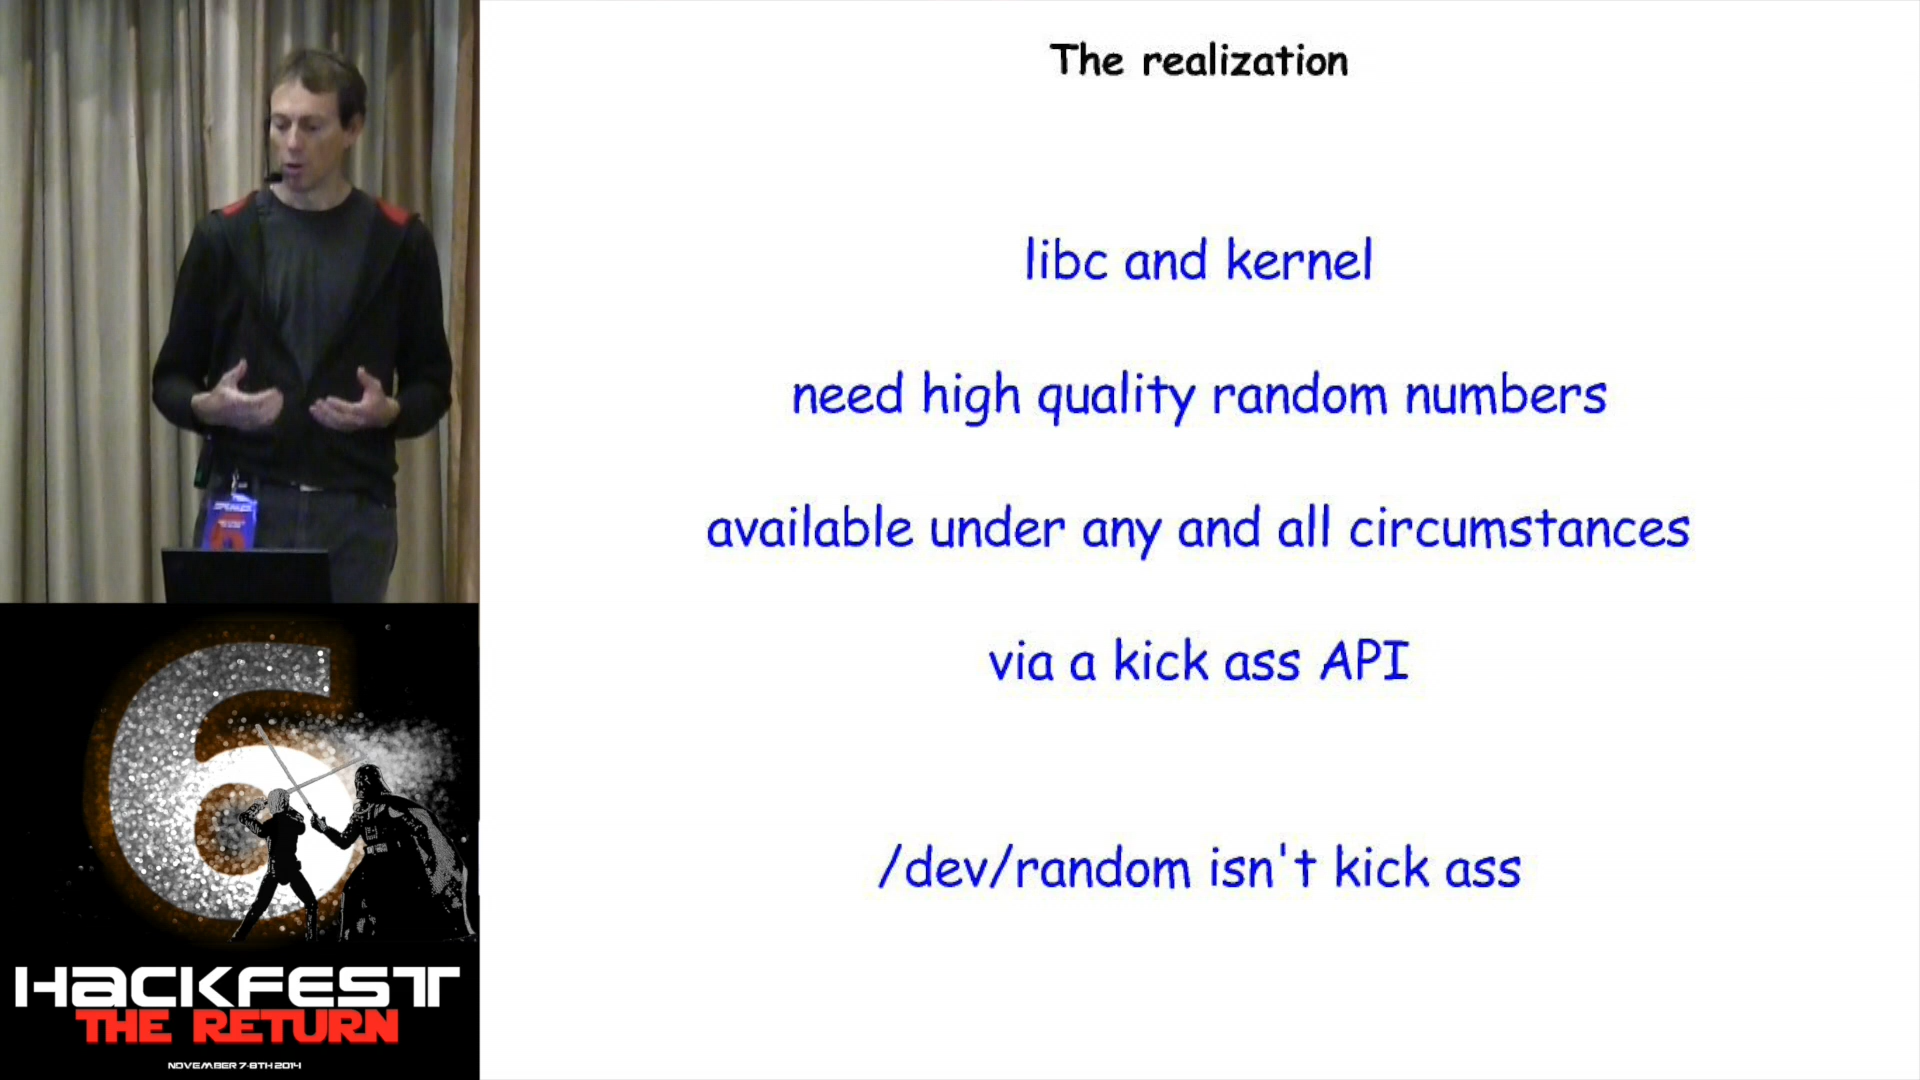 The realization
libc and kernel
need high quality random numbers
available under any and all circumstances
via a kick ass API
/dev/random isn't kick ass
6
HACKFEST
THE RETURN
NOVEMBER 7-8TH 2014